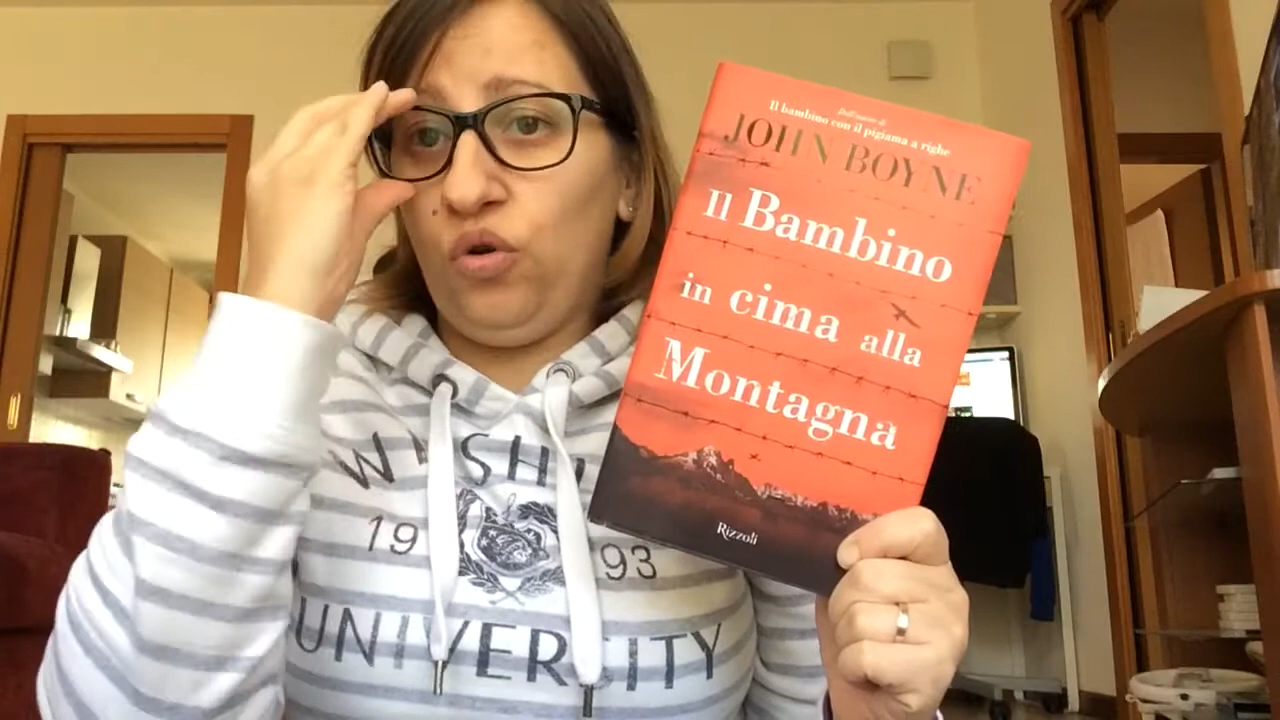 Dall'autore di
Il bambino con il pigiama a righe
JOHN BOYNE
Il Bambino
in cima alla
Montagna
Rizzoli
19 93
UNIVERSITY